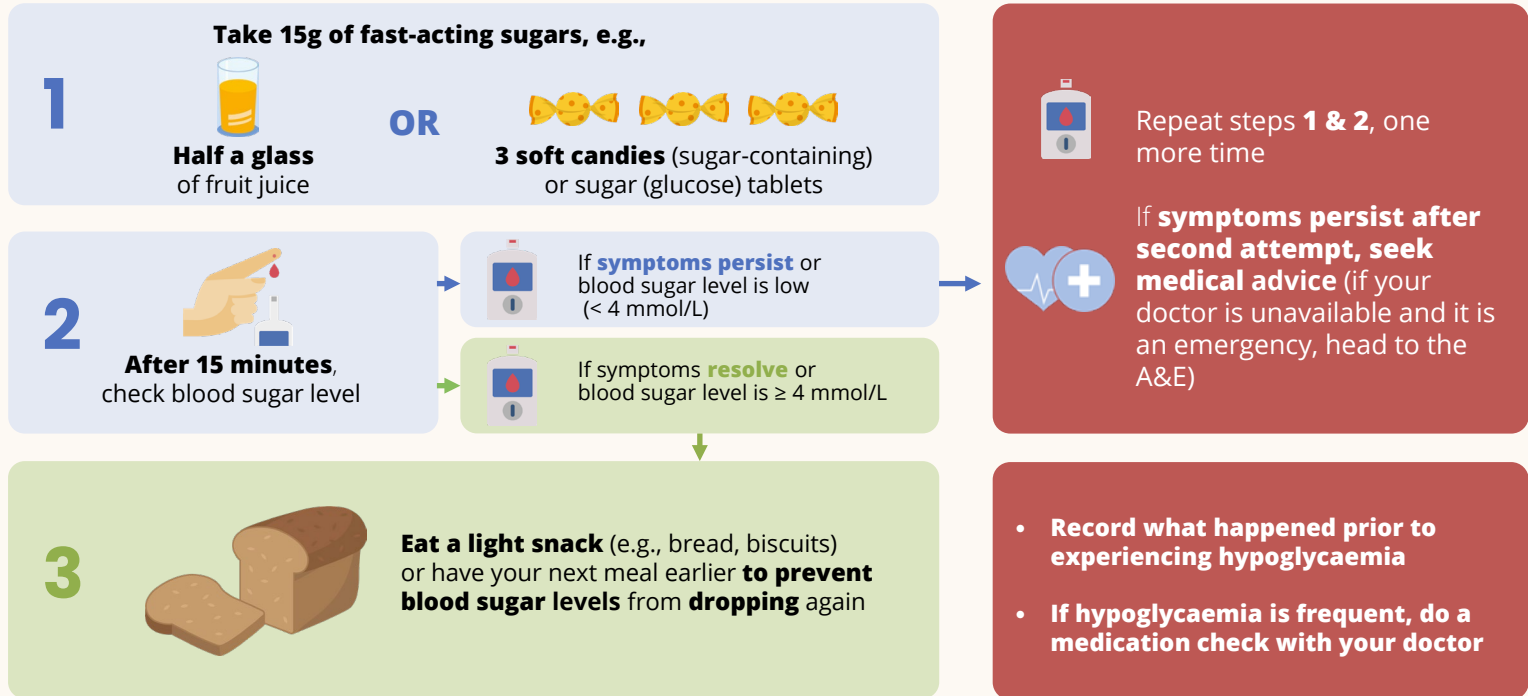 Take 15g of fast-acting sugars, e.g.,
1
OR
Half a glass
of fruit juice
3 soft candies (sugar-containing)
or sugar (glucose) tablets
2
After 15 minutes,
check blood sugar level
If symptoms persist or
blood sugar level is low
(< 4 mmol/L)
If symptoms resolve or
blood sugar level is ≥ 4 mmol/L
Repeat steps 1 & 2, one
more time
If symptoms persist after
second attempt, seek
medical advice (if your
doctor is unavailable and it is
an emergency, head to the
A&E)
3
Eat a light snack (e.g., bread, biscuits)
or have your next meal earlier to prevent
blood sugar levels from dropping again
• Record what happened prior to
experiencing hypoglycaemia
• If hypoglycaemia is frequent, do a
medication check with your doctor